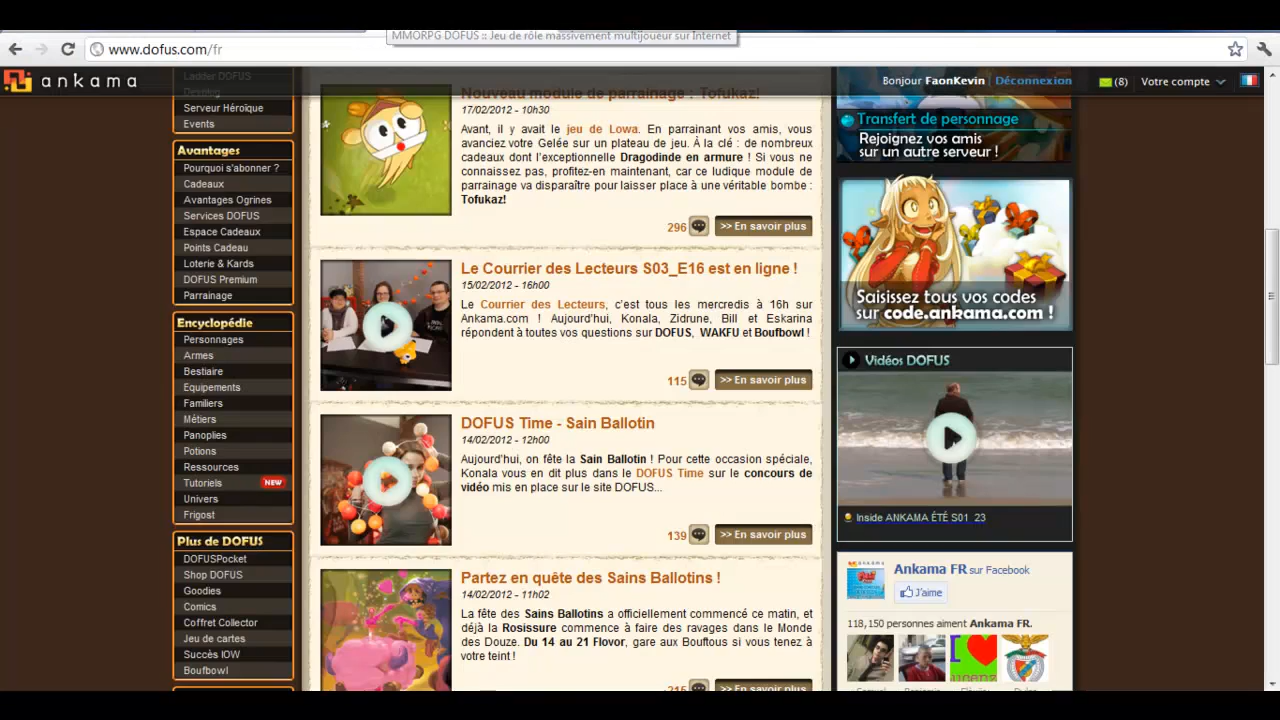 MMORPG DOFUS :: Jeu de rôle massivement multijoueur sur Internet
www.dofus.com/fr
ankama
Bonjour FaonKevin | Déconnexion
(8)
Votre compte
Ladder DOFUS
Serveur Héroïque
Events
Avantages
Pourquoi s'abonner ?
Cadeaux
Avantages Ogrines
Services DOFUS
Espace Cadeaux
Points Cadeau
Loterie & Kards
DOFUS Premium
Parrainage
Encyclopédie
Personnages
Armes
Bestiaire
Equipements
Familiers
Métiers
Panoplies
Potions
Ressources
Tutoriels NEW
Univers
Frigost
Plus de DOFUS
DOFUSPocket
Shop DOFUS
Goodies
Comics
Coffret Collector
Jeu de cartes
Succès IOW
Boufbowl
Nouveau module de parrainage : Tofukaz!
17/02/2012 - 10h30
Avant, il y avait le jeu de Lowa. En parrainant vos amis, vous
avanciez votre Gelée sur un plateau de jeu. À la clé : de nombreux
cadeaux dont l'exceptionnelle Dragodinde en armure ! Si vous ne
connaissez pas, profitez-en maintenant, car ce ludique module de
parrainage va disparaître pour laisser place à une véritable bombe :
Tofukaz!
296 >> En savoir plus
Le Courrier des Lecteurs S03_E16 est en ligne !
15/02/2012 - 16h00
Le Courrier des Lecteurs, c'est tous les mercredis à 16h sur
Ankama.com ! Aujourd'hui, Konala, Zidrune, Bill et Eskarina
répondent à toutes vos questions sur DOFUS, WAKFU et Boufbowl !
115 >> En savoir plus
DOFUS Time - Sain Ballotin
14/02/2012 - 12h00
Aujourd'hui, on fête la Sain Ballotin ! Pour cette occasion spéciale,
Konala vous en dit plus dans le DOFUS Time sur le concours de
vidéo mis en place sur le site DOFUS...
139 >> En savoir plus
Partez en quête des Sains Ballotins !
14/02/2012 - 11h02
La fête des Sains Ballotins a officiellement commencé ce matin, et
déjà la Rosissure commence à faire des ravages dans le Monde
des Douze. Du 14 au 21 Flovor, gare aux Bouftous si vous tenez à
votre teint !
215 >> En savoir plus
Transfert de personnage
Rejoignez vos amis
sur un autre serveur !
Saisissez tous vos codes
sur code.ankama.com !
Vidéos DOFUS
Inside ANKAMA ÉTÉ S01 23
Ankama FR sur Facebook
J'aime
118,150 personnes aiment Ankama FR.